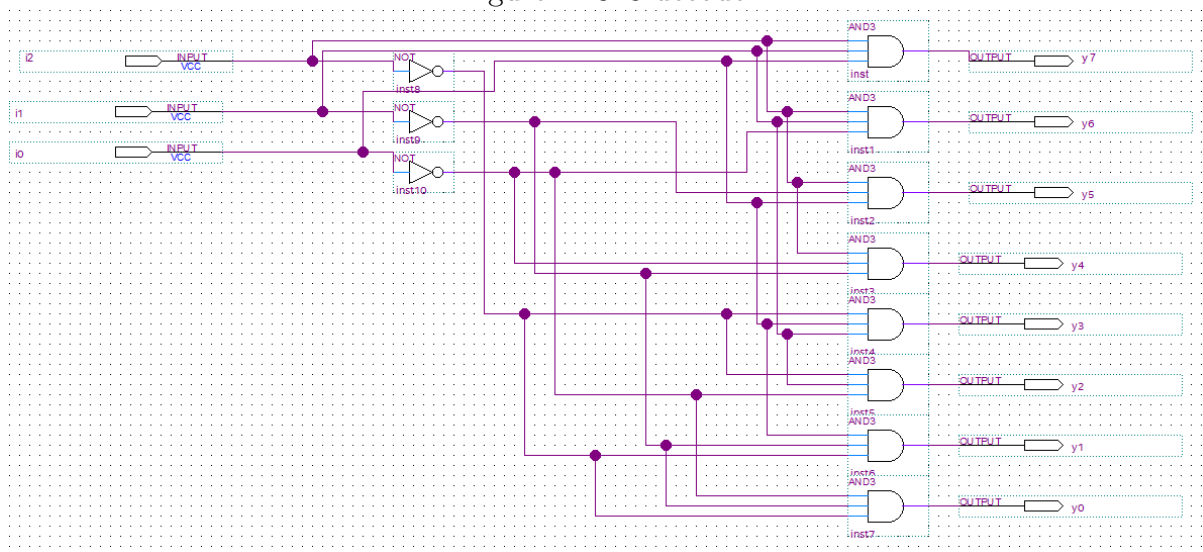 AND3
i2
INPUT
VCC
NOT
inst8
inst
OUTPUT
y7
i1
INPUT
VCC
NOT
inst9
AND3
inst1
OUTPUT
y6
i0
INPUT
VCC
NOT
inst10
AND3
inst2
OUTPUT
y5
AND3
inst3
OUTPUT
y4
AND3
inst4
OUTPUT
y3
AND3
inst5
OUTPUT
y2
AND3
inst6
OUTPUT
y1
AND3
inst7
OUTPUT
y0